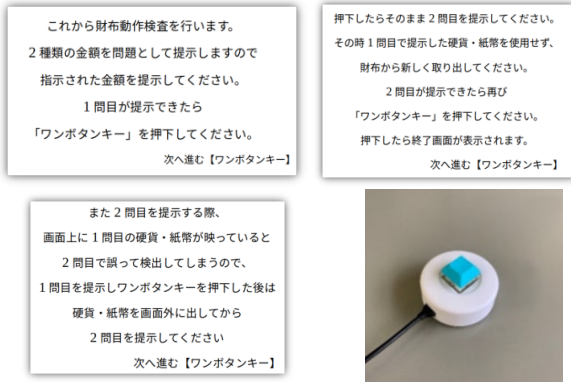 これから財布動作検査を行います。
2種類の金額を問題として提示しますので
指示された金額を提示してください。
1問目が提示できたら
「ワンボタンキー」を押下してください。
次へ進む【ワンボタンキー】
押下したらそのまま2問目を提示してください。
その時1問目で提示した硬貨・紙幣を使用せず、
財布から新しく取り出してください。
2問目が提示できたら再び
「ワンボタンキー」を押下してください。
押下したら終了画面が表示されます。
次へ進む【ワンボタンキー】
また2問目を提示する際、
画面上に1問目の硬貨・紙幣が映っていると
2問目で誤って検出してしまうので、
1問目を提示しワンボタンキーを押下した後は
硬貨・紙幣を画面外に出してから
2問目を提示してください
次へ進む【ワンボタンキー】